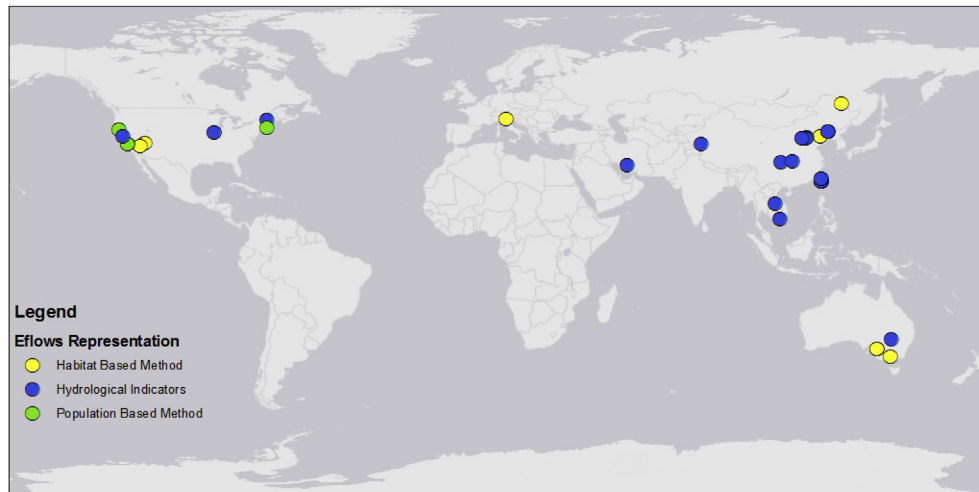 Legend
Eflows Representation
Habitat Based Method
Hydrological Indicators
Population Based Method